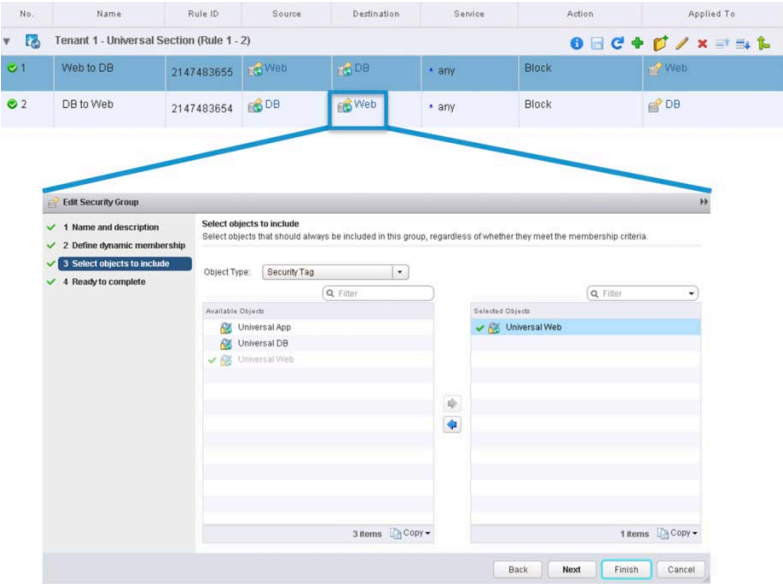 No. Name Rule ID Source Destination Service Action Applied To
Tenant 1 - Universal Section (Rule 1 - 2)
1 Web to DB 2147483655 Web DB any Block Web
2 DB to Web 2147483654 DB Web any Block DB
Edit Security Group
1 Name and description
2 Define dynamic membership
3 Select objects to include
4 Ready to complete
Select objects to include
Select objects that should always be included in this group, regardless of whether they meet the membership criteria.
Object Type: Security Tag
Filter
Available Objects
Universal App
Universal DB
Universal Web
3 items Copy
Filter
Selected Objects
Universal Web
1 items Copy
Back Next Finish Cancel